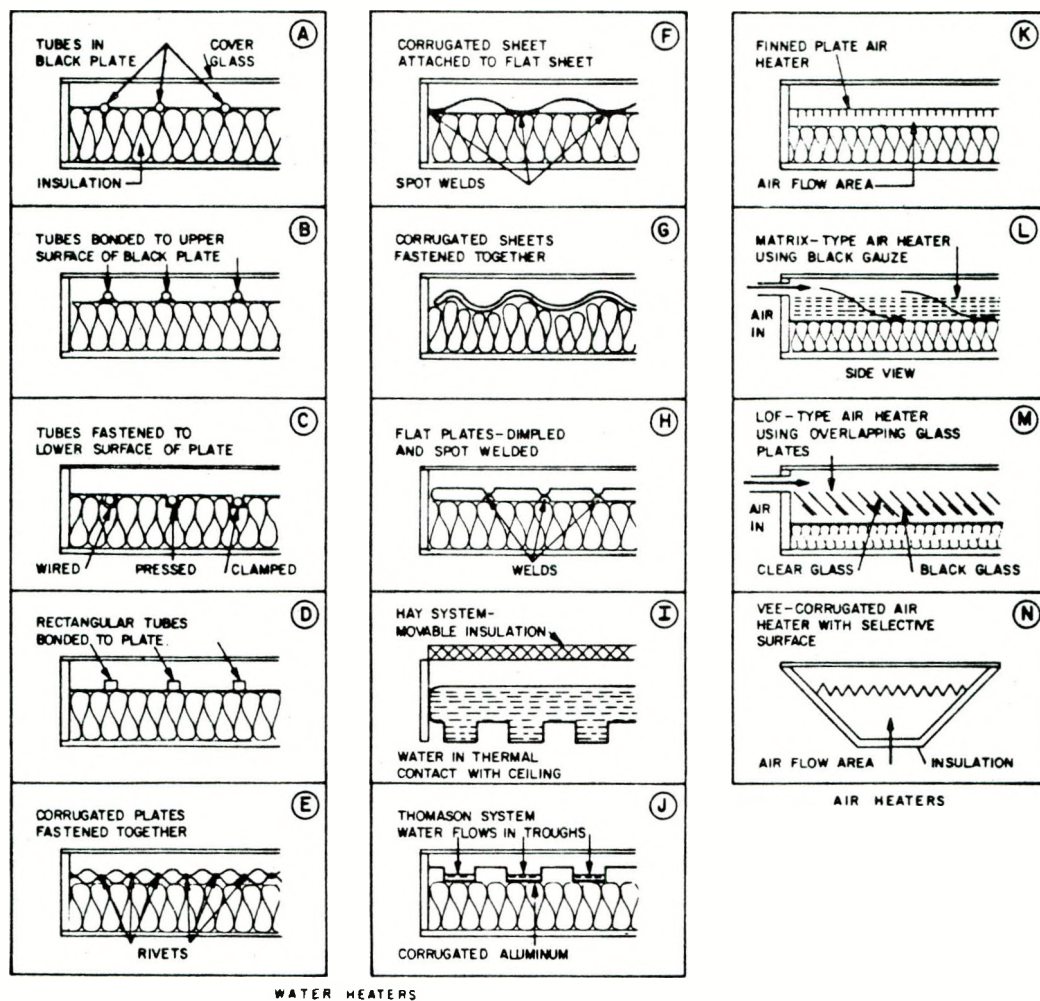 A
TUBES IN
BLACK PLATE
COVER
GLASS
INSULATION
B
TUBES BONDED TO UPPER
SURFACE OF BLACK PLATE
C
TUBES FASTENED TO
LOWER SURFACE OF PLATE
WIRED PRESSED CLAMPED
D
RECTANGULAR TUBES
BONDED TO PLATE
E
CORRUGATED PLATES
FASTENED TOGETHER
RIVETS
F
CORRUGATED SHEET
ATTACHED TO FLAT SHEET
SPOT WELDS
G
CORRUGATED SHEETS
FASTENED TOGETHER
H
FLAT PLATES-DIMPLED
AND SPOT WELDED
WELDS
I
HAY SYSTEM-
MOVABLE INSULATION
WATER IN THERMAL
CONTACT WITH CEILING
J
THOMASON SYSTEM
WATER FLOWS IN TROUGHS
CORRUGATED ALUMINUM
WATER HEATERS
K
FINNED PLATE AIR
HEATER
AIR FLOW AREA
L
MATRIX-TYPE AIR HEATER
USING BLACK GAUZE
AIR
IN
SIDE VIEW
M
LOF-TYPE AIR HEATER
USING OVERLAPPING GLASS
PLATES
AIR
IN
CLEAR GLASS BLACK GLASS
N
VEE-CORRUGATED AIR
HEATER WITH SELECTIVE
SURFACE
AIR FLOW AREA INSULATION
AIR HEATERS